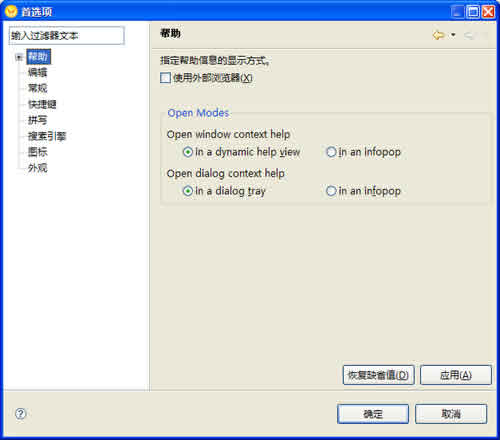 首选项
输入过滤器文本
帮助
编辑
常规
快捷键
拼写
搜素引擎
图标
外观
帮助
指定帮助信息的显示方式。
使用外部浏览器(X)
Open Modes
Open window context help
in a dynamic help view
in an infopop
Open dialog context help
in a dialog tray
in an infopop
恢复缺省值(D)
应用(A)
确定
取消